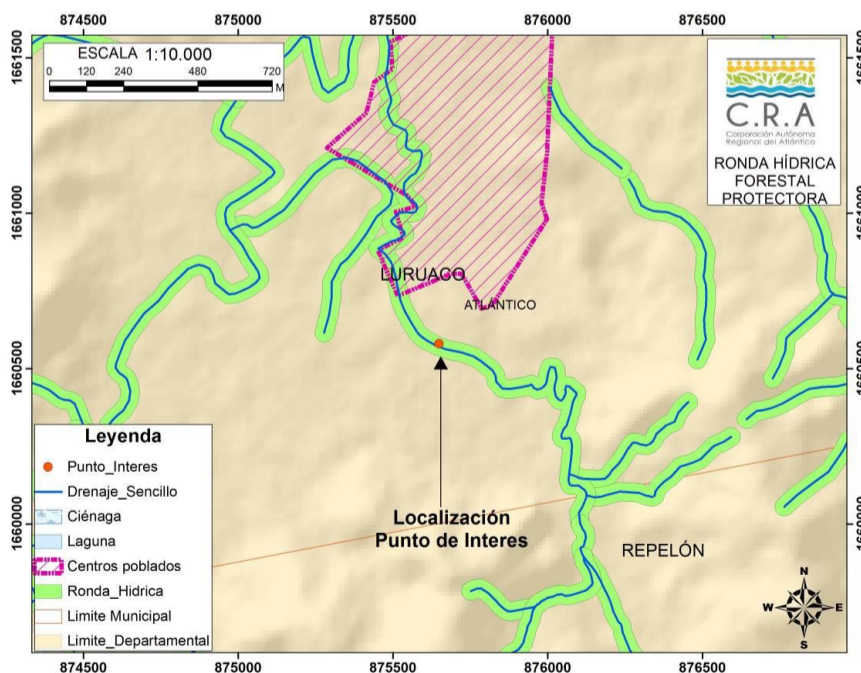 874500 875000 875500 876000 876500
1661500
1661000
1660500
1660000
ESCALA 1:10.000
0 120 240 480 720
M
C.R.A
Corporación Autónoma
Regional del Atlántico
RONDA HÍDRICA
FORESTAL
PROTECTORA
LURUACO
ATLÁNTICO
Localización
Punto de Interes
REPELÓN
Leyenda
Punto_Interes
Drenaje_Sencillo
Ciénaga
Laguna
Centros poblados
Ronda_Hidrica
Limite Municipal
Limite_Departamental
N
W E
S
874500 875000 875500 876000 876500